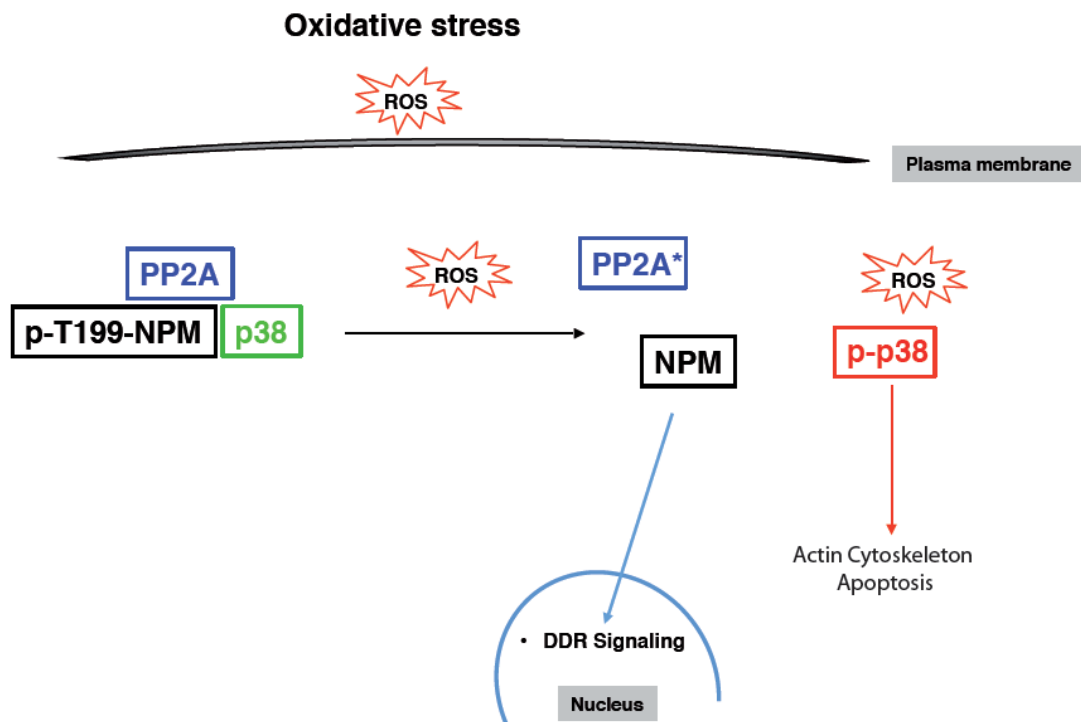 Oxidative stress
ROS
Plasma membrane
PP2A
p-T199-NPM
p38
ROS
PP2A*
NPM
ROS
p-p38
Actin Cytoskeleton
Apoptosis
• DDR Signaling
Nucleus